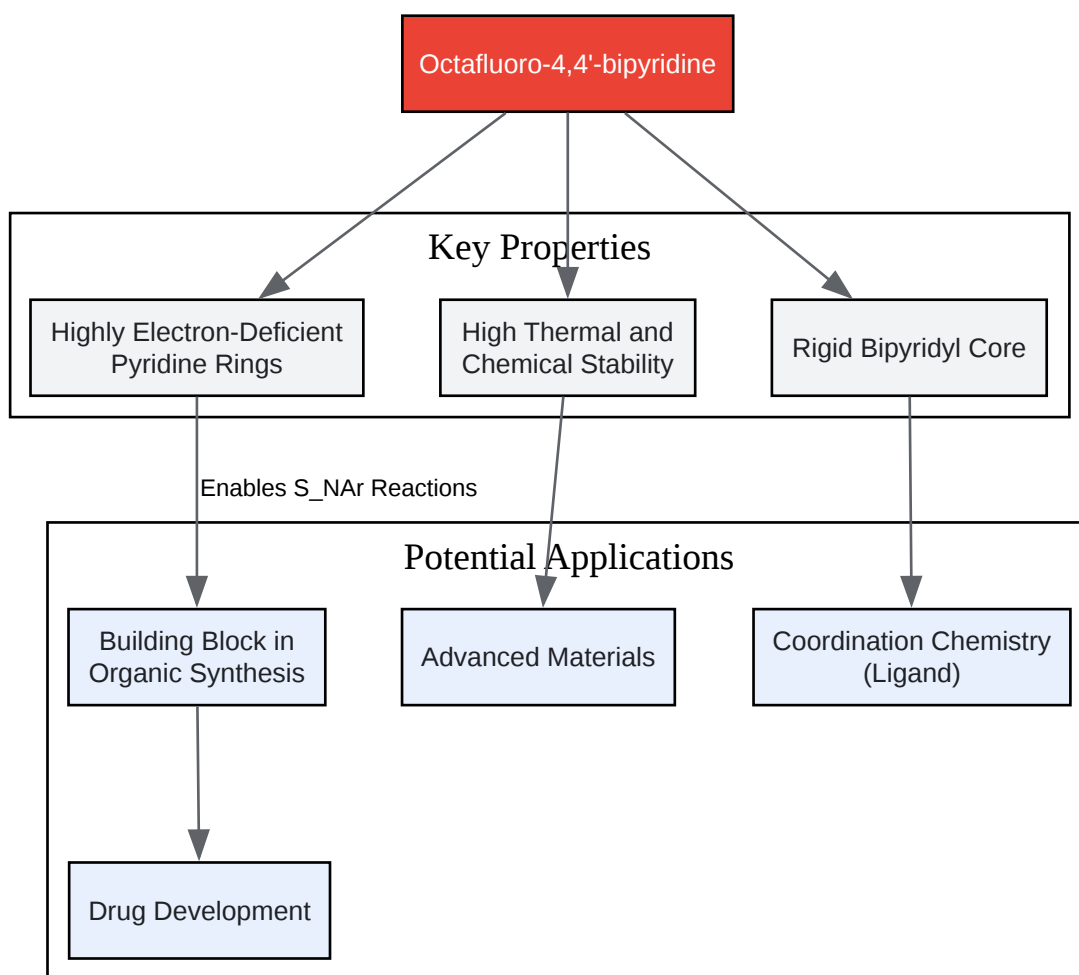 Octafluoro-4,4'-bipyridine
Key Properties
Highly Electron-Deficient
Pyridine Rings
High Thermal and
Chemical Stability
Rigid Bipyridyl Core
Enables S_NAr Reactions
Potential Applications
Building Block in
Organic Synthesis
Advanced Materials
Coordination Chemistry
(Ligand)
Drug Development